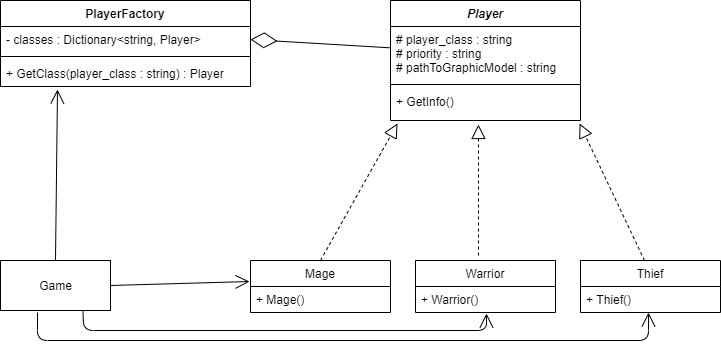 PlayerFactory
- classes : Dictionary<string, Player>
+ GetClass(player_class : string) : Player
Player
# player_class : string
# priority : string
# pathToGraphicModel : string
+ GetInfo()
Game
Mage
+ Mage()
Warrior
+ Warrior()
Thief
+ Thief()